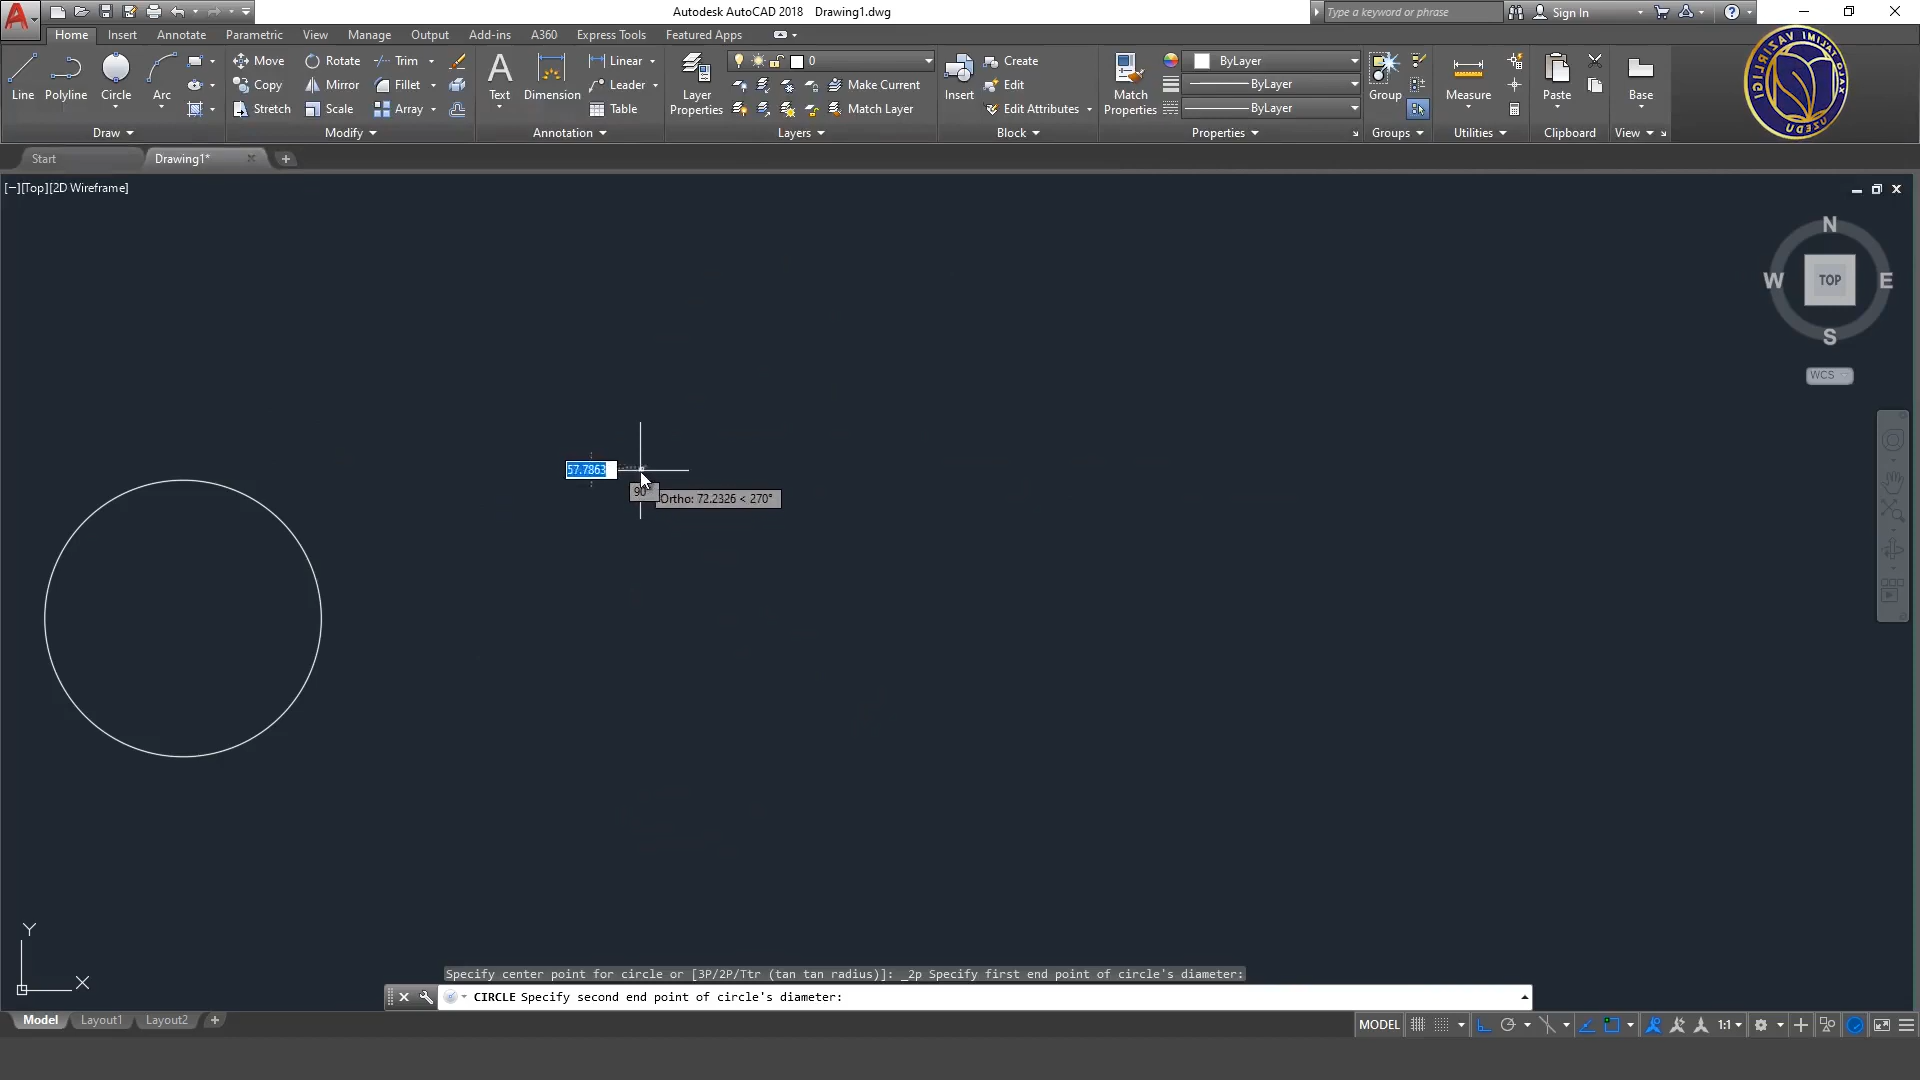 Autodesk AutoCAD 2018 Drawing1.dwg
Type a keyword or phrase
Sign In
Home Insert Annotate Parametric View Manage Output Add-ins A360 Express Tools Featured Apps
Line
Polyline
Circle
Arc
Draw
Move Rotate Trim
Copy Mirror Fillet
Stretch Scale Array
Modify
Text
Dimension
Linear
Leader
Table
Annotation
Layer Properties
0
Make Current
Match Layer
Layers
Insert
Create
Edit
Edit Attributes
Block
Match Properties
ByLayer
ByLayer
ByLayer
Properties
Group
Groups
Measure
Utilities
Paste
Clipboard
Base
View
XALQ TA'LIMI VAZIRLIGI
UZEDU
Start
Drawing1*
[−][Top][2D Wireframe]
N
W TOP E
S
WCS
57.7863
90°
Ortho: 72.2326 < 270°
Y
X
Specify center point for circle or [3P/2P/Ttr (tan tan radius)]: _2p Specify first end point of circle's diameter:
CIRCLE Specify second end point of circle's diameter:
Model Layout1 Layout2
MODEL
1:1